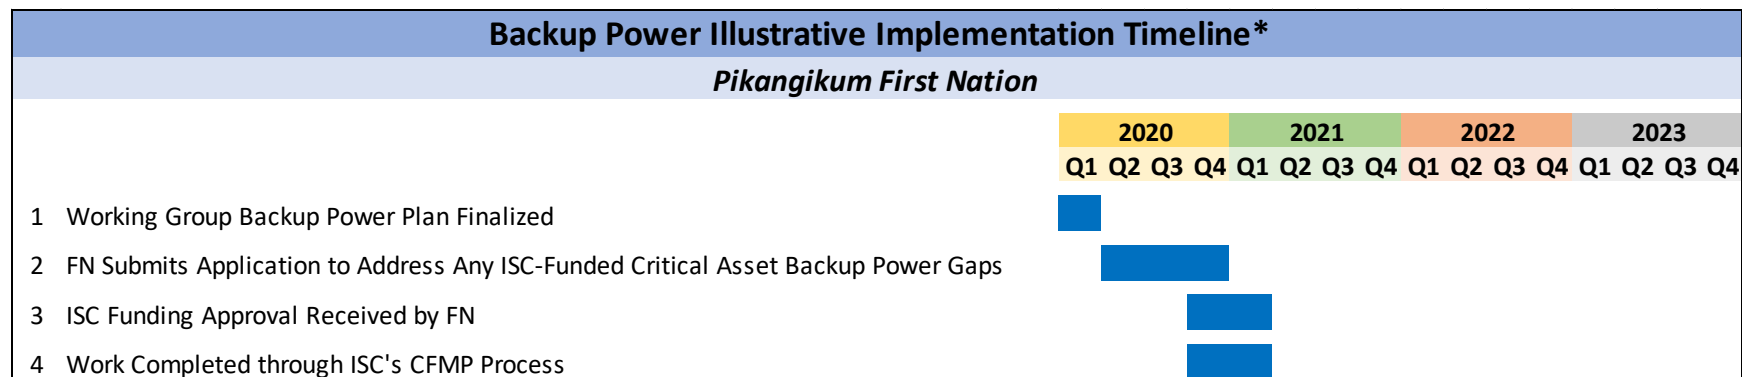 Backup Power Illustrative Implementation Timeline*
Pikangikum First Nation
2020 2021 2022 2023
Q1 Q2 Q3 Q4 Q1 Q2 Q3 Q4 Q1 Q2 Q3 Q4 Q1 Q2 Q3 Q4
1 Working Group Backup Power Plan Finalized
2 FN Submits Application to Address Any ISC-Funded Critical Asset Backup Power Gaps
3 ISC Funding Approval Received by FN
4 Work Completed through ISC's CFMP Process